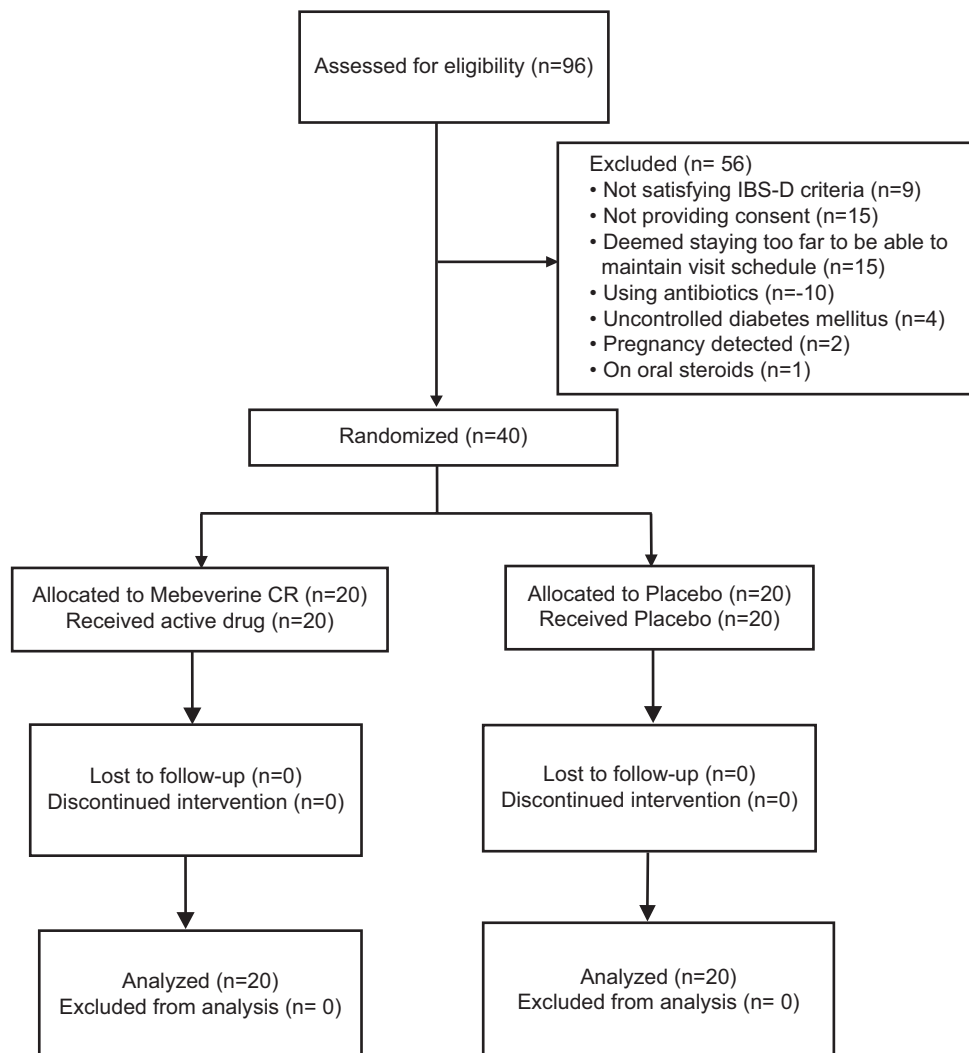 Assessed for eligibility (n=96)
Excluded (n= 56)
• Not satisfying IBS-D criteria (n=9)
• Not providing consent (n=15)
• Deemed staying too far to be able to
maintain visit schedule (n=15)
• Using antibiotics (n=-10)
• Uncontrolled diabetes mellitus (n=4)
• Pregnancy detected (n=2)
• On oral steroids (n=1)
Randomized (n=40)
Allocated to Mebeverine CR (n=20)
Received active drug (n=20)
Allocated to Placebo (n=20)
Received Placebo (n=20)
Lost to follow-up (n=0)
Discontinued intervention (n=0)
Lost to follow-up (n=0)
Discontinued intervention (n=0)
Analyzed (n=20)
Excluded from analysis (n= 0)
Analyzed (n=20)
Excluded from analysis (n= 0)